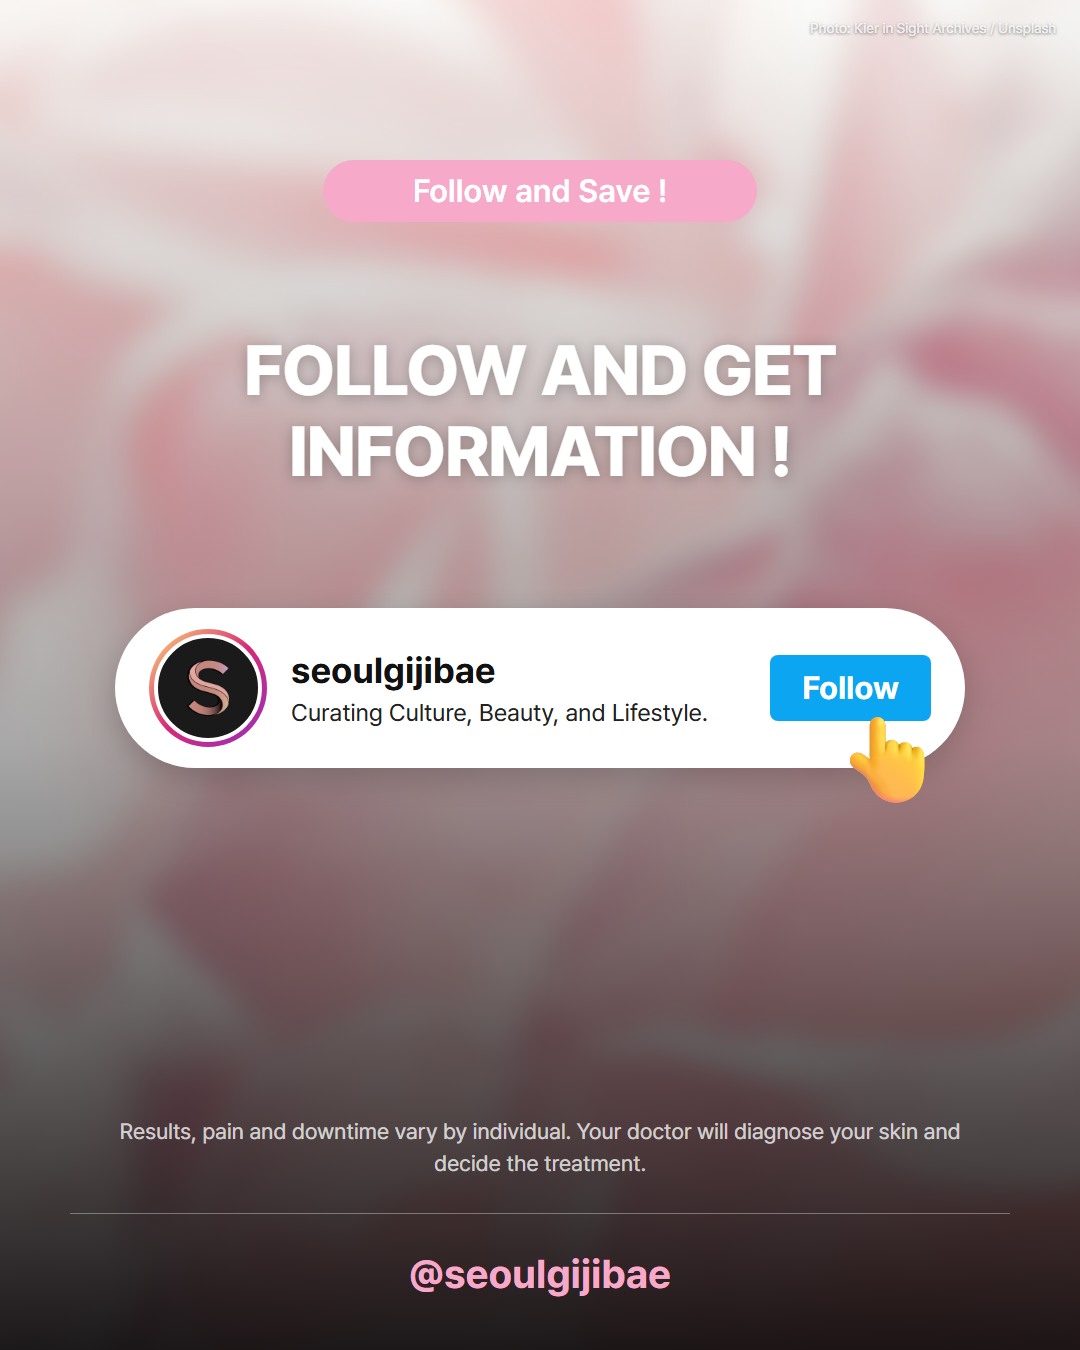 Photo: Kier in Sight Archives / Unsplash
Follow and Save !
FOLLOW AND GET
INFORMATION !
S
seoulgijibae
Curating Culture, Beauty, and Lifestyle.
Follow
Results, pain and downtime vary by individual. Your doctor will diagnose your skin and
decide the treatment.
@seoulgijibae